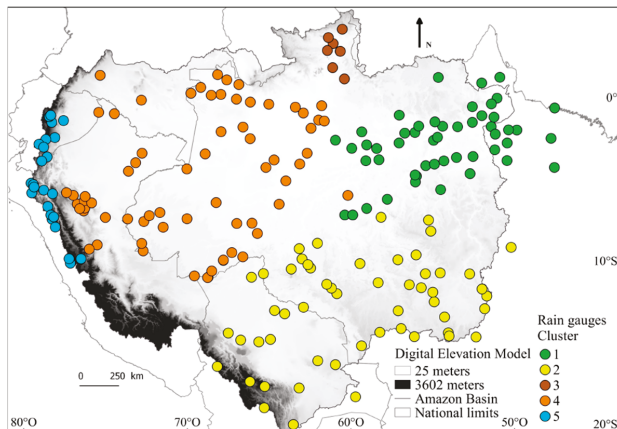 N
0°
10°S
20°S
80°O
70°O
60°O
50°O
0 250 km
Digital Elevation Model
25 meters
3602 meters
Amazon Basin
National limits
Rain gauges
Cluster
1
2
3
4
5